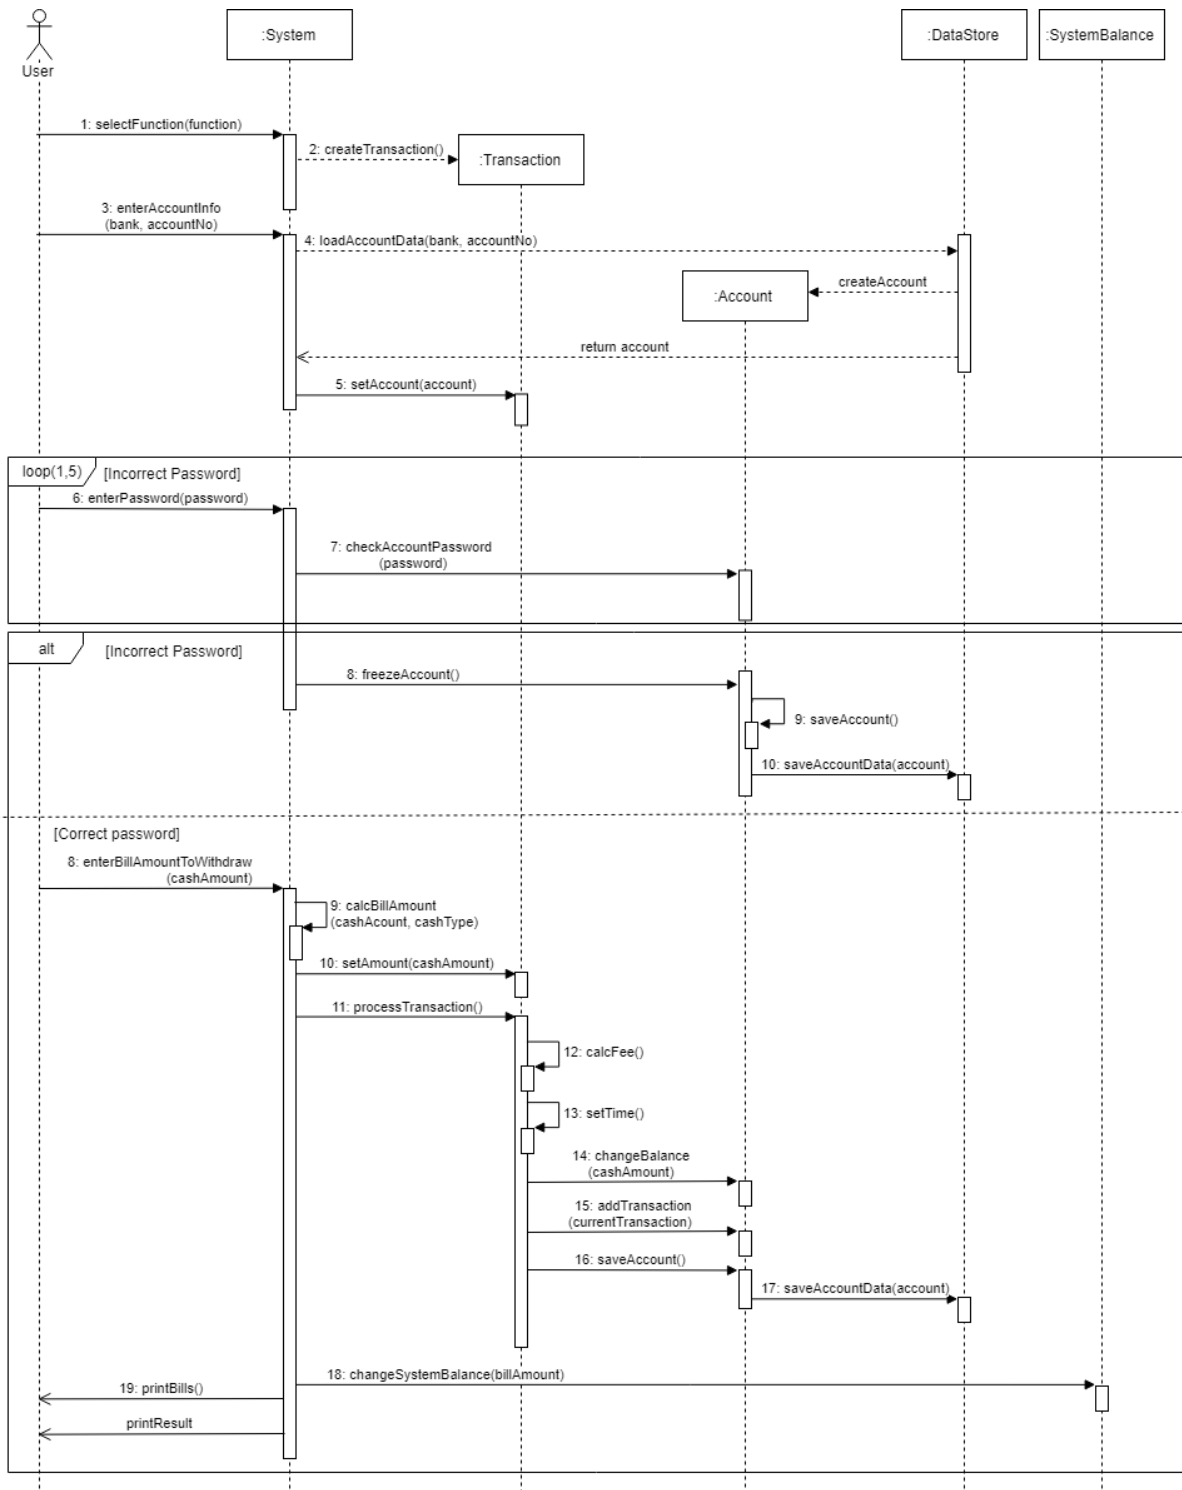 :System
:DataStore
:SystemBalance
User
1: selectFunction(function)
2: createTransaction()
:Transaction
3: enterAccountInfo
(bank, accountNo)
4: loadAccountData(bank, accountNo)
createAccount
:Account
return account
5: setAccount(account)
loop(1,5)
[Incorrect Password]
6: enterPassword(password)
7: checkAccountPassword
(password)
alt
[Incorrect Password]
8: freezeAccount()
9: saveAccount()
10: saveAccountData(account)
[Correct password]
8: enterBillAmountToWithdraw
(cashAmount)
9: calcBillAmount
(cashAcount, cashType)
10: setAmount(cashAmount)
11: processTransaction()
12: calcFee()
13: setTime()
14: changeBalance
(cashAmount)
15: addTransaction
(currentTransaction)
16: saveAccount()
17: saveAccountData(account)
18: changeSystemBalance(billAmount)
19: printBills()
printResult